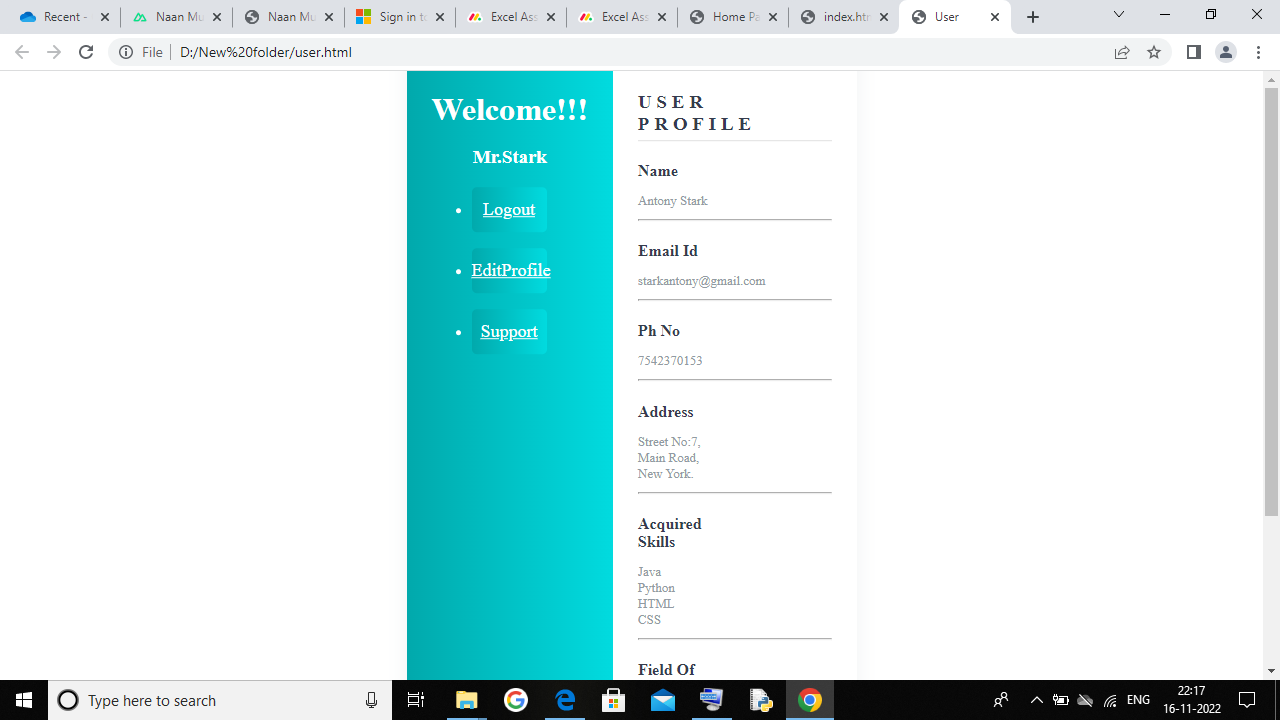 Recent -
Naan Mu
Naan Mu
Sign in to
Excel Ass
Excel Ass
Home Pa
index.htm
User
File
D:/New%20folder/user.html
Welcome!!!
Mr.Stark
Logout
EditProfile
Support
USER
PROFILE
Name
Antony Stark
Email Id
starkantony@gmail.com
Ph No
7542370153
Address
Street No:7,
Main Road,
New York.
Acquired
Skills
Java
Python
HTML
CSS
Field Of
Type here to search
ENG
22:17
16-11-2022